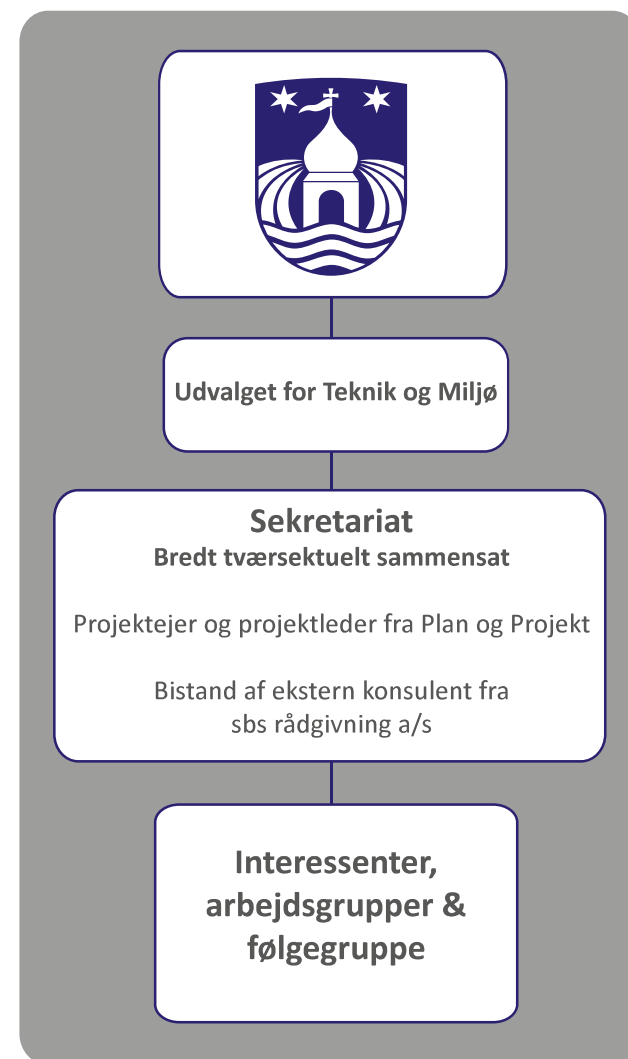 Udvalget for Teknik og Miljø
Sekretariat
Bredt tværsektuelt sammensat
Projektejer og projektleder fra Plan og Projekt
Bistand af ekstern konsulent fra
sbs rådgivning a/s
Interessenter,
arbejdsgrupper &
følgegruppe